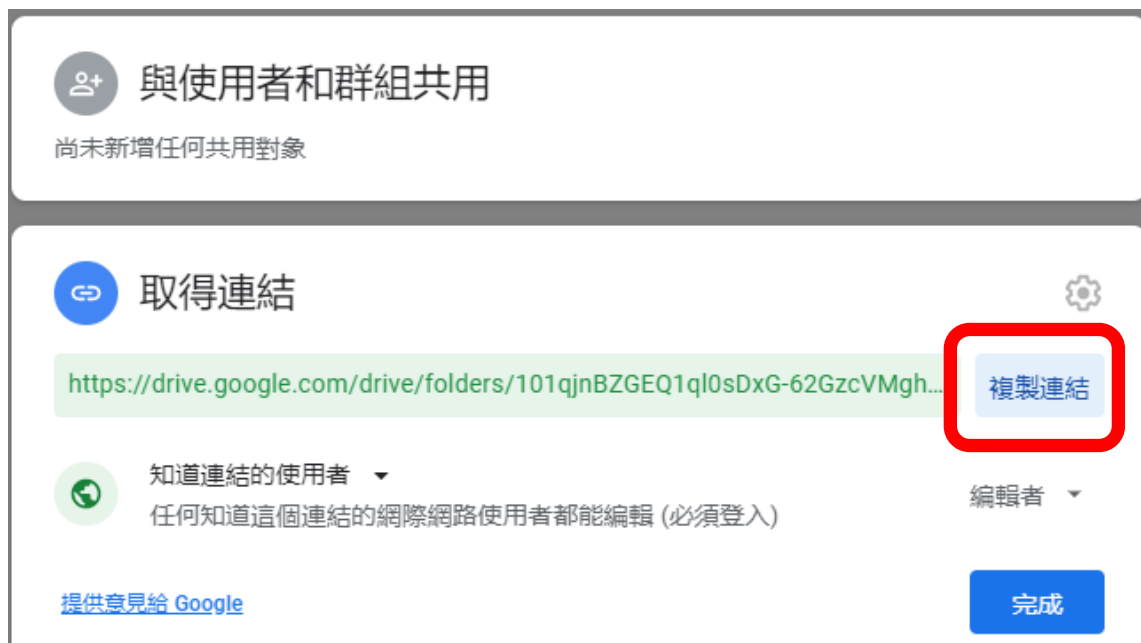 與使用者和群組共用
尚未新增任何共用對象
取得連結
https://drive.google.com/drive/folders/101qjnBZGEQ1ql0sDxG-62GzcVMgh...
複製連結
知道連結的使用者
任何知道這個連結的網際網路使用者都能編輯 (必須登入)
編輯者
提供意見給 Google
完成